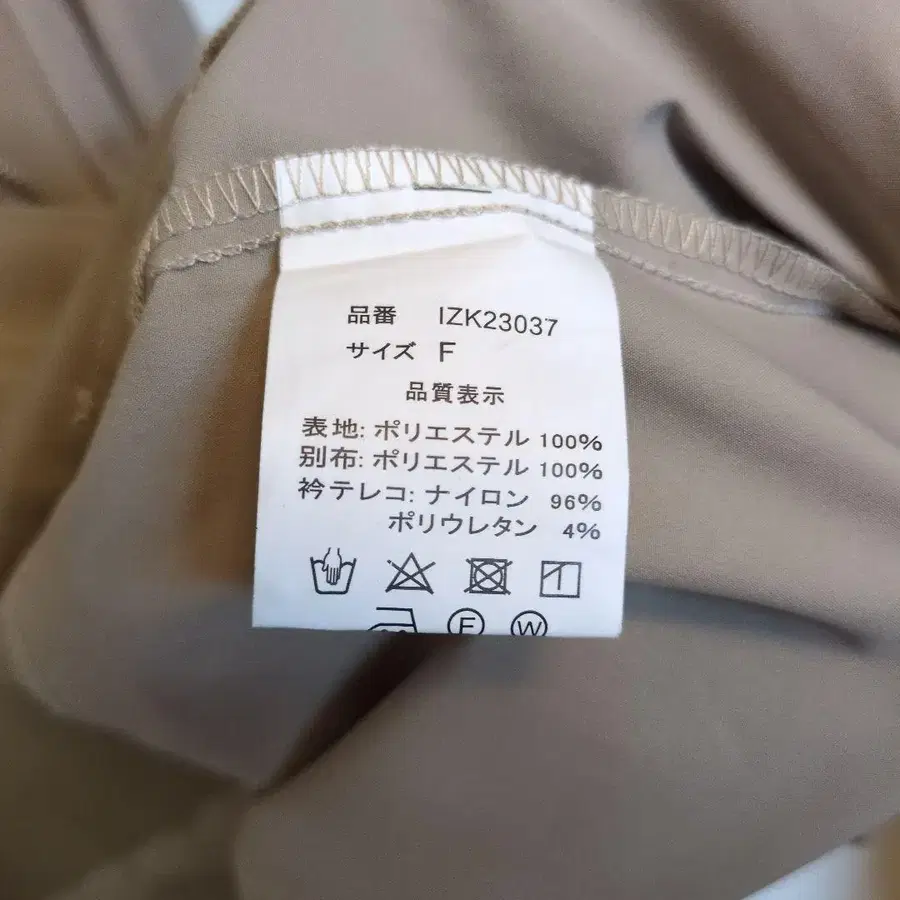 品番 IZK23037
サイズ F
品質表示
表地: ポリエステル 100%
別布: ポリエステル 100%
衿テレコ: ナイロン 96%
ポリウレタン 4%
F W